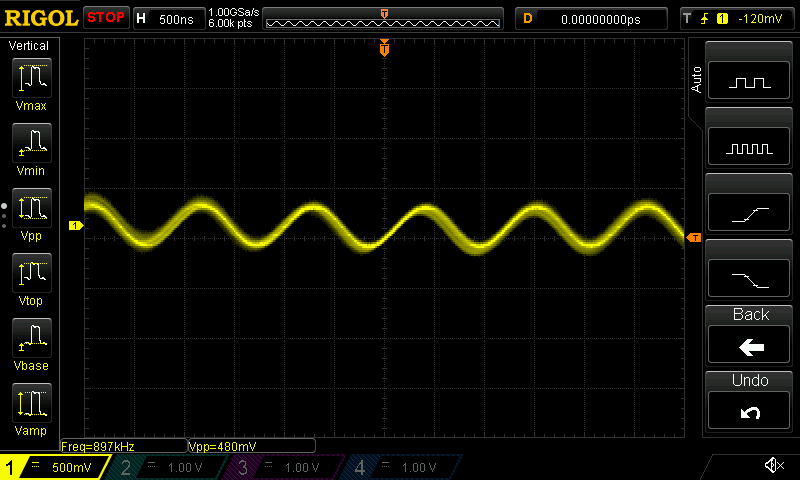 RIGOL STOP H 500ns 1.00GSa/s 6.00k pts T D 0.00000000ps T 1 -120mV
Vertical
Vmax
Vmin
Vpp
Vtop
Vbase
Vamp
T
1
T
Auto
Back
Undo
Freq=897kHz Vpp=480mV
1 500mV 2 1.00 V 3 1.00 V 4 1.00 V